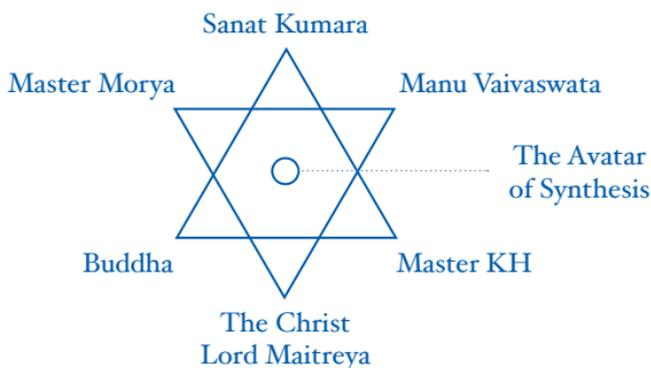 Sanat Kumara
Master Morya
Manu Vaivaswata
The Avatar
of Synthesis
Buddha
Master KH
The Christ
Lord Maitreya